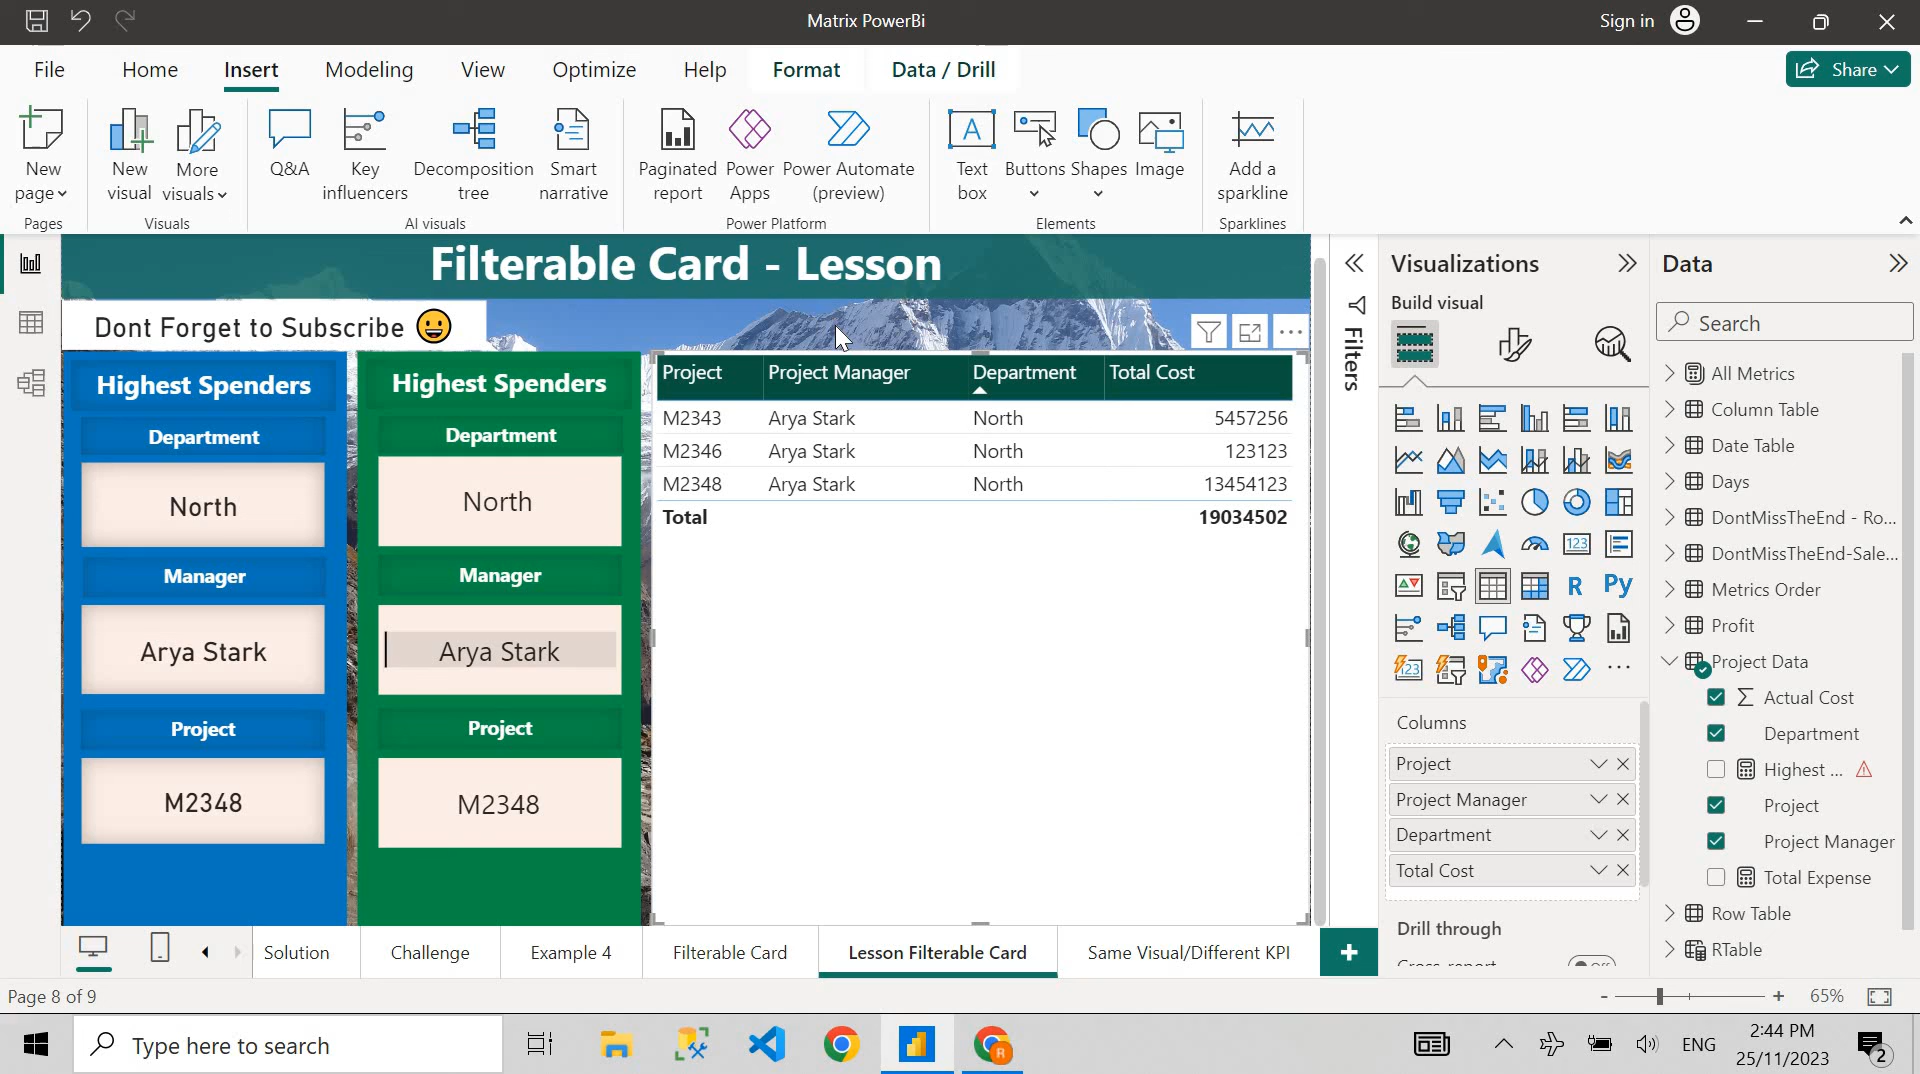 Matrix PowerBi
Sign in
File Home Insert Modeling View Optimize Help Format Data / Drill
Share
New page
New visual
More visuals
Q&A
Key influencers
Decomposition tree
Smart narrative
Paginated report
Power Apps
Power Automate (preview)
Text box
Buttons
Shapes
Image
Add a sparkline
Pages Visuals AI visuals Power Platform Elements Sparklines
Filterable Card - Lesson
Dont Forget to Subscribe
Highest Spenders
Department
North
Manager
Arya Stark
Project
M2348
Highest Spenders
Department
North
Manager
Arya Stark
Project
M2348
Project Project Manager Department Total Cost
M2343 Arya Stark North 5457256
M2346 Arya Stark North 123123
M2348 Arya Stark North 13454123
Total 19034502
Filters
Visualizations
Build visual
123
R
Py
123
Columns
Project
Project Manager
Department
Total Cost
Drill through
Cross-report
Off
Data
Search
All Metrics
Column Table
Date Table
Days
DontMissTheEnd - Ro...
DontMissTheEnd-Sale...
Metrics Order
Profit
Project Data
Actual Cost
Department
Highest ...
Project
Project Manager
Total Expense
Row Table
RTable
Solution Challenge Example 4 Filterable Card Lesson Filterable Card Same Visual/Different KPI
Page 8 of 9
- + 65%
Type here to search
R
ENG
2:44 PM
25/11/2023
2